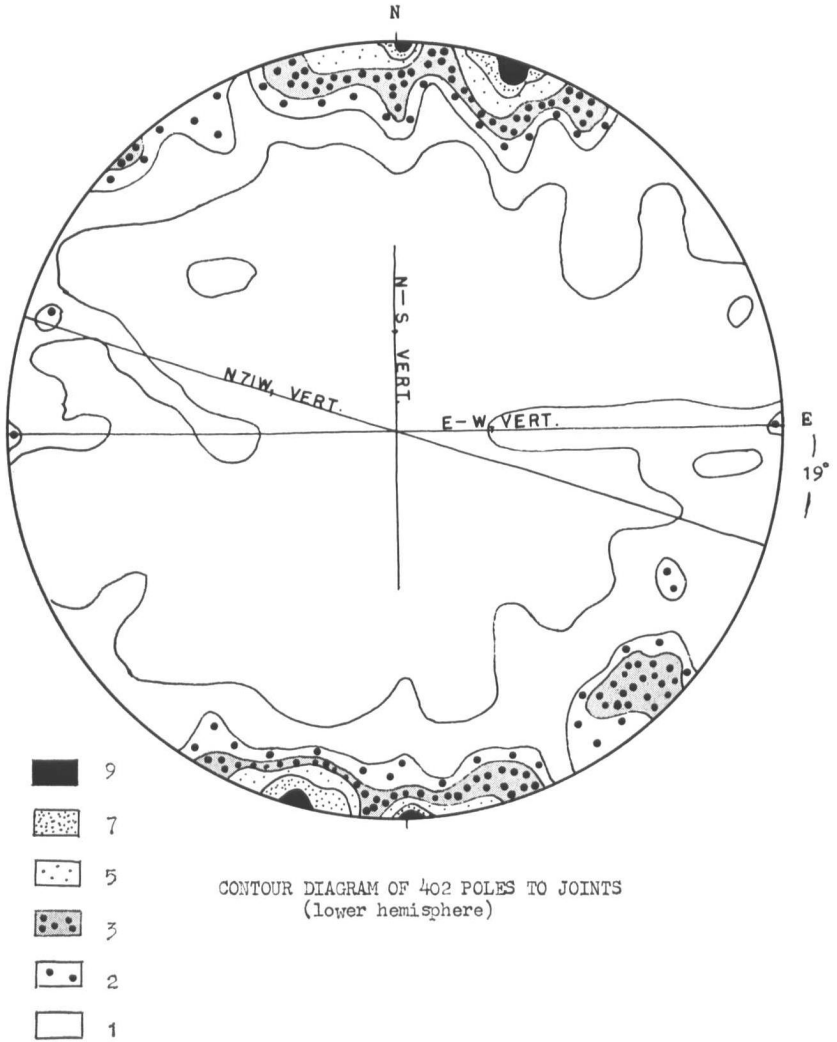 N
N-S, VERT.
N71W, VERT.
E-W, VERT.
E
19°
9
7
5
3
2
1
CONTOUR DIAGRAM OF 402 POLES TO JOINTS
(lower hemisphere)